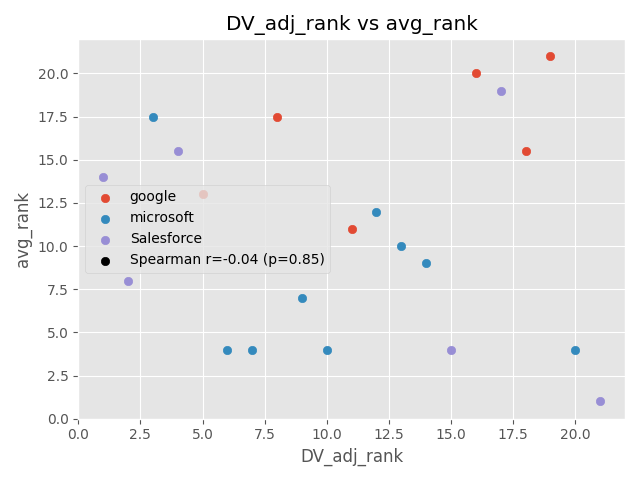 DV_adj_rank vs avg_rank
avg_rank
20.0
17.5
15.0
12.5
10.0
7.5
5.0
2.5
0.0
google
microsoft
Salesforce
Spearman r=-0.04 (p=0.85)
0.0 2.5 5.0 7.5 10.0 12.5 15.0 17.5 20.0
DV_adj_rank